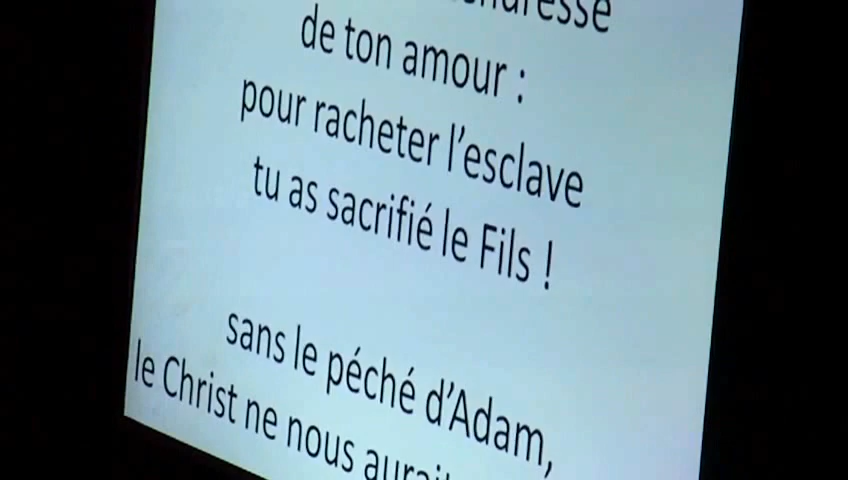 de ton amour :
pour racheter l'esclave
tu as sacrifié le Fils !
sans le péché d'Adam,
le Christ ne nous